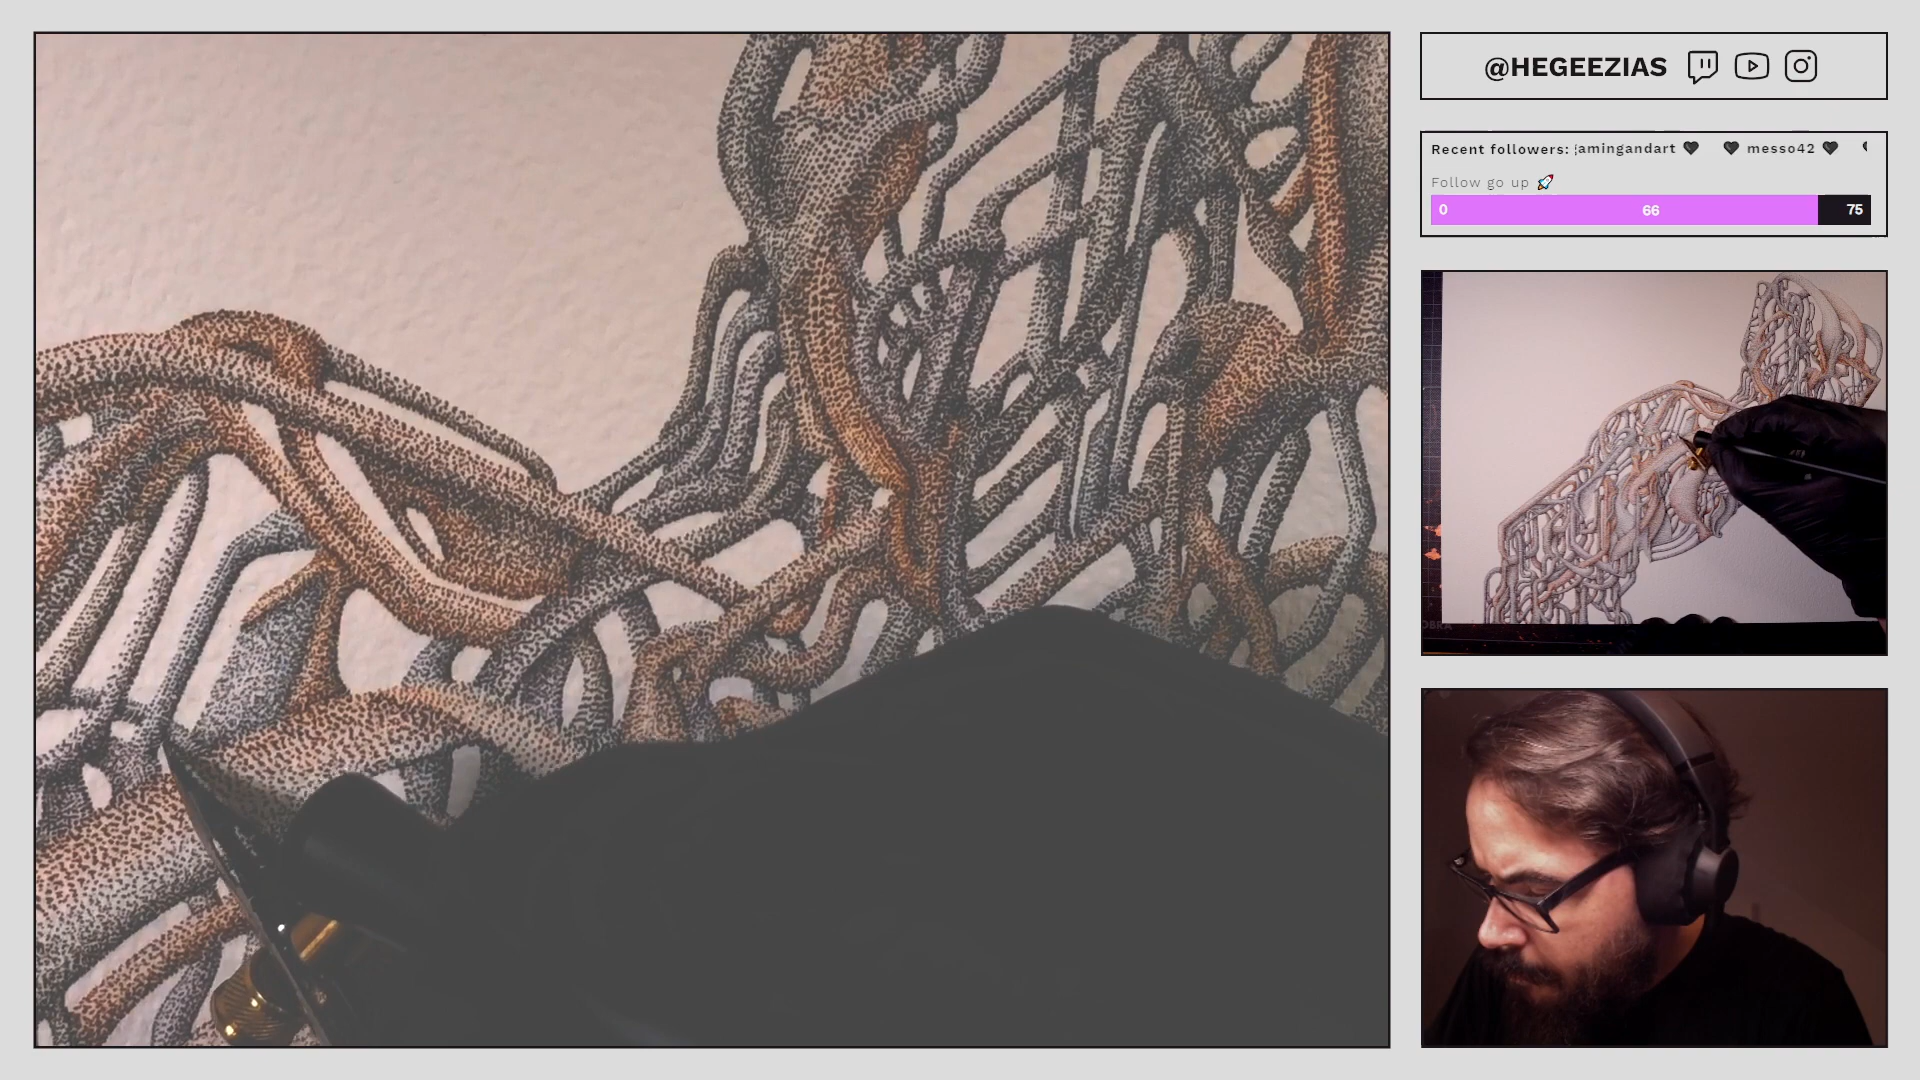 @HEGEEZIAS
Recent followers: amingandart 🖤 🖤 messo42 🖤
Follow go up 🚀
0 66 75